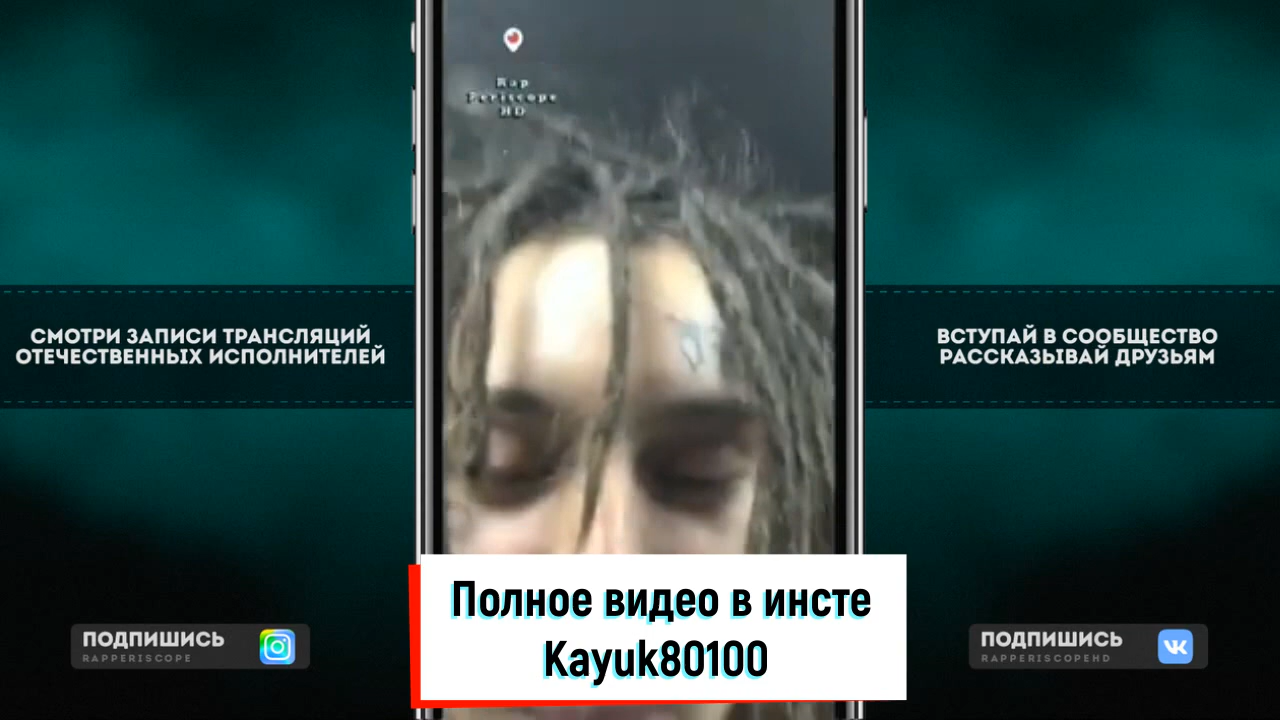 Rap
Periscope
HD
СМОТРИ ЗАПИСИ ТРАНСЛЯЦИЙ
ОТЕЧЕСТВЕННЫХ ИСПОЛНИТЕЛЕЙ
ВСТУПАЙ В СООБЩЕСТВО
РАССКАЗЫВАЙ ДРУЗЬЯМ
Полное видео в инсте
Kayuk80100
ПОДПИШИСЬ
RAPPERISCOPE
ПОДПИШИСЬ
RAPPERISCOPEHD